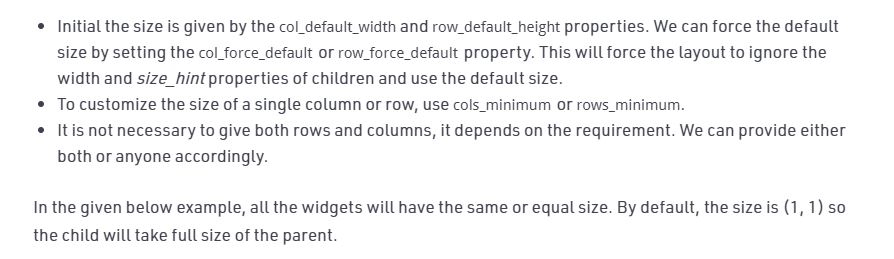 • Initial the size is given by the col_default_width and row_default_height properties. We can force the default
size by setting the col_force_default or row_force_default property. This will force the layout to ignore the
width and size_hint properties of children and use the default size.
• To customize the size of a single column or row, use cols_minimum or rows_minimum.
• It is not necessary to give both rows and columns, it depends on the requirement. We can provide either
both or anyone accordingly.
In the given below example, all the widgets will have the same or equal size. By default, the size is (1, 1) so
the child will take full size of the parent.